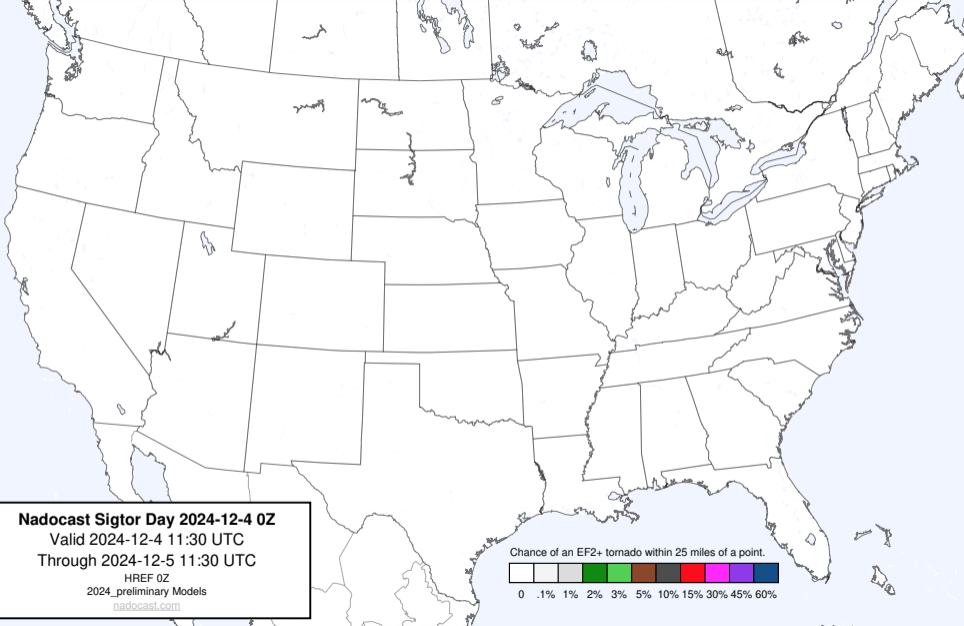 Nadocast Sigtor Day 2024-12-4 0Z
Valid 2024-12-4 11:30 UTC
Through 2024-12-5 11:30 UTC
HREF 0Z
2024_preliminary Models
nadocast.com
Chance of an EF2+ tornado within 25 miles of a point.
0 .1% 1% 2% 3% 5% 10% 15% 30% 45% 60%